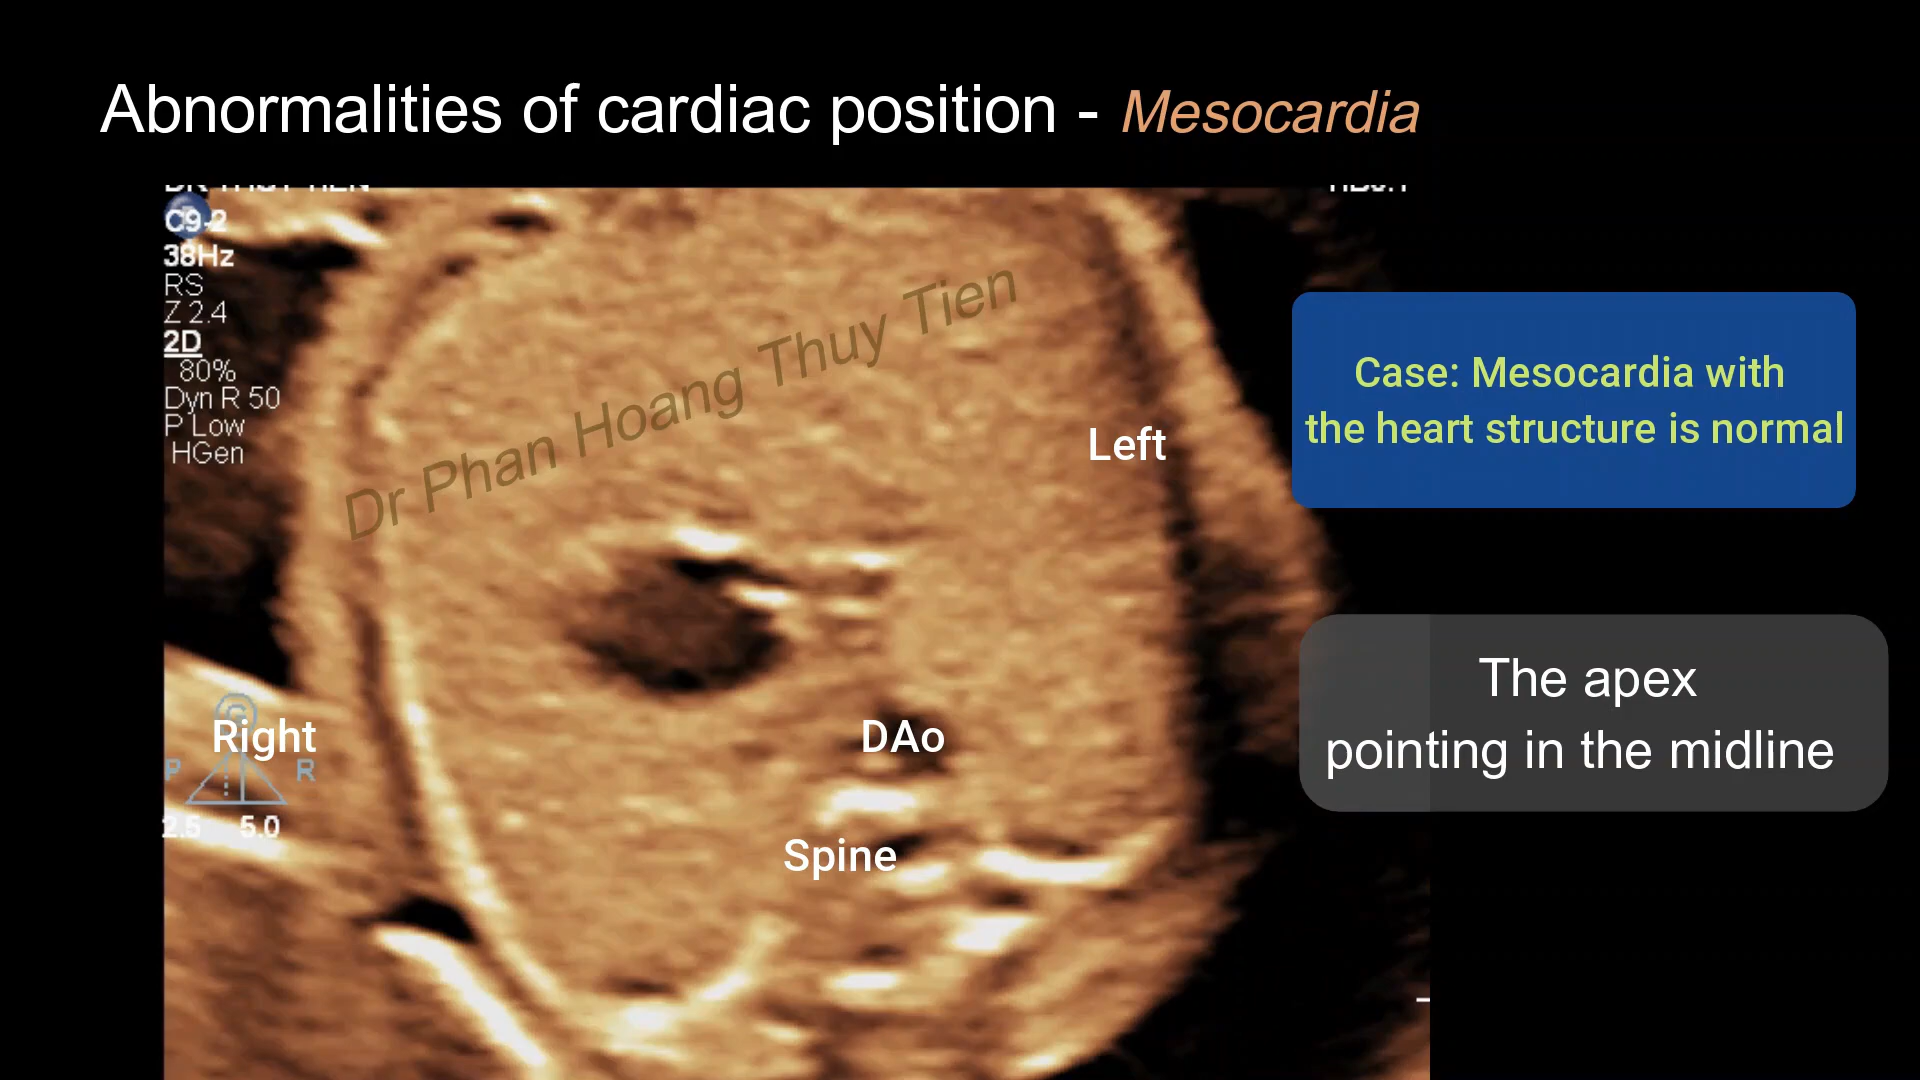 Abnormalities of cardiac position - Mesocardia
C9-2
38Hz
RS
Z 2.4
2D
80%
Dyn R 50
P Low
HGen
Dr Phan Hoang Thuy Tien
Left
Case: Mesocardia with
the heart structure is normal
The apex
pointing in the midline
G
Right
P R
2.5 5.0
DAo
Spine